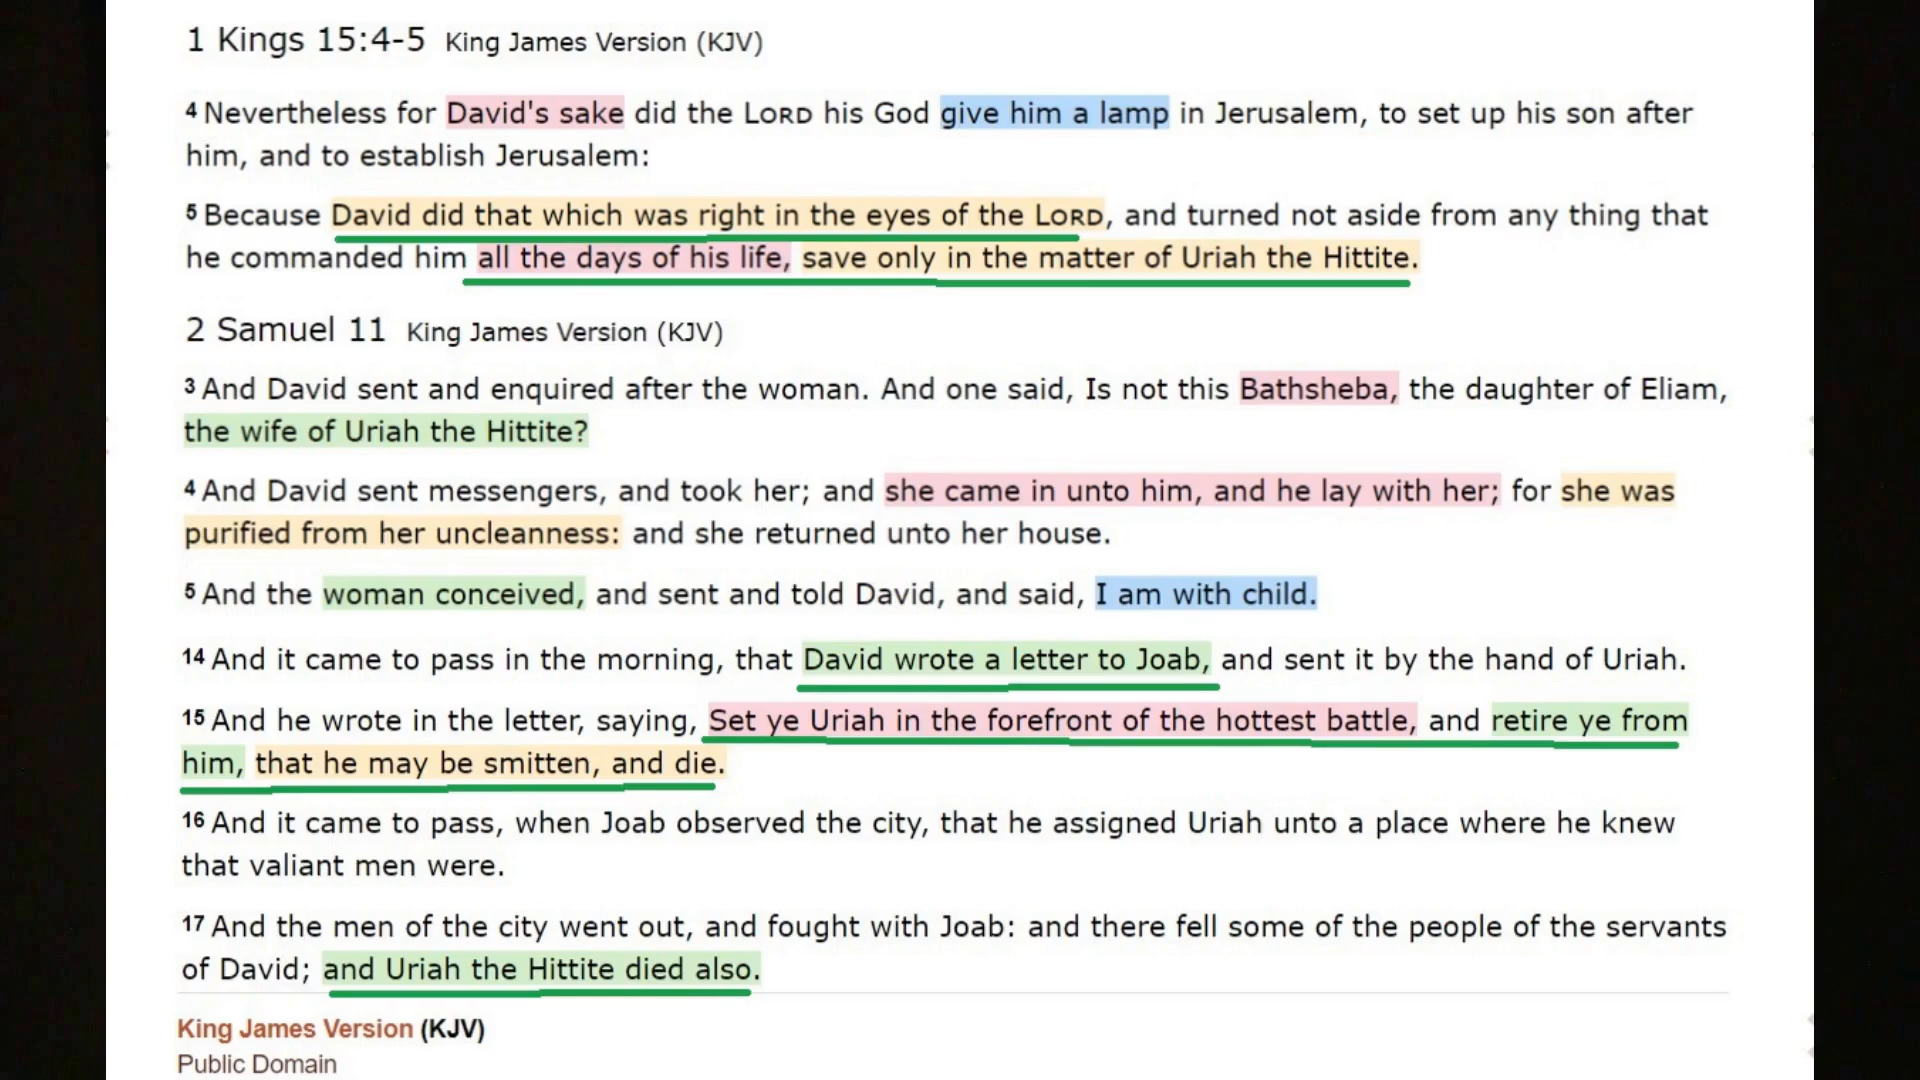 1 Kings 15:4-5 King James Version (KJV)
4 Nevertheless for David's sake did the LORD his God give him a lamp in Jerusalem, to set up his son after
him, and to establish Jerusalem:
5 Because David did that which was right in the eyes of the LORD, and turned not aside from any thing that
he commanded him all the days of his life, save only in the matter of Uriah the Hittite.
2 Samuel 11 King James Version (KJV)
3 And David sent and enquired after the woman. And one said, Is not this Bathsheba, the daughter of Eliam,
the wife of Uriah the Hittite?
4 And David sent messengers, and took her; and she came in unto him, and he lay with her; for she was
purified from her uncleanness: and she returned unto her house.
5 And the woman conceived, and sent and told David, and said, I am with child.
14 And it came to pass in the morning, that David wrote a letter to Joab, and sent it by the hand of Uriah.
15 And he wrote in the letter, saying, Set ye Uriah in the forefront of the hottest battle, and retire ye from
him, that he may be smitten, and die.
16 And it came to pass, when Joab observed the city, that he assigned Uriah unto a place where he knew
that valiant men were.
17 And the men of the city went out, and fought with Joab: and there fell some of the people of the servants
of David; and Uriah the Hittite died also.
King James Version (KJV)
Public Domain